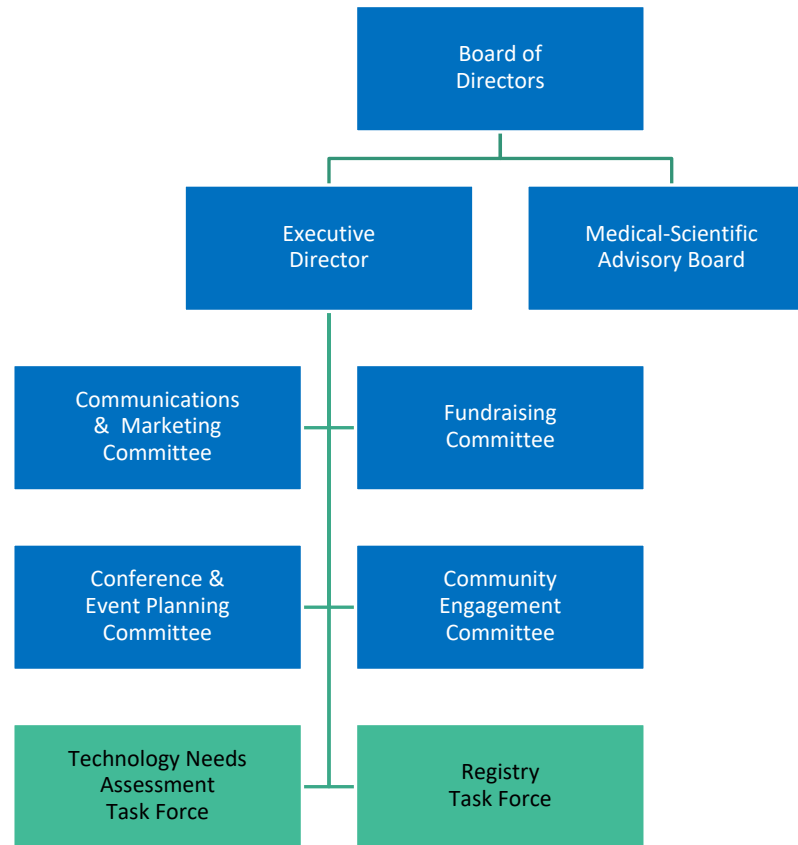 Board of
Directors
Executive
Director
Medical-Scientific
Advisory Board
Communications
& Marketing
Committee
Fundraising
Committee
Conference &
Event Planning
Committee
Community
Engagement
Committee
Technology Needs
Assessment
Task Force
Registry
Task Force